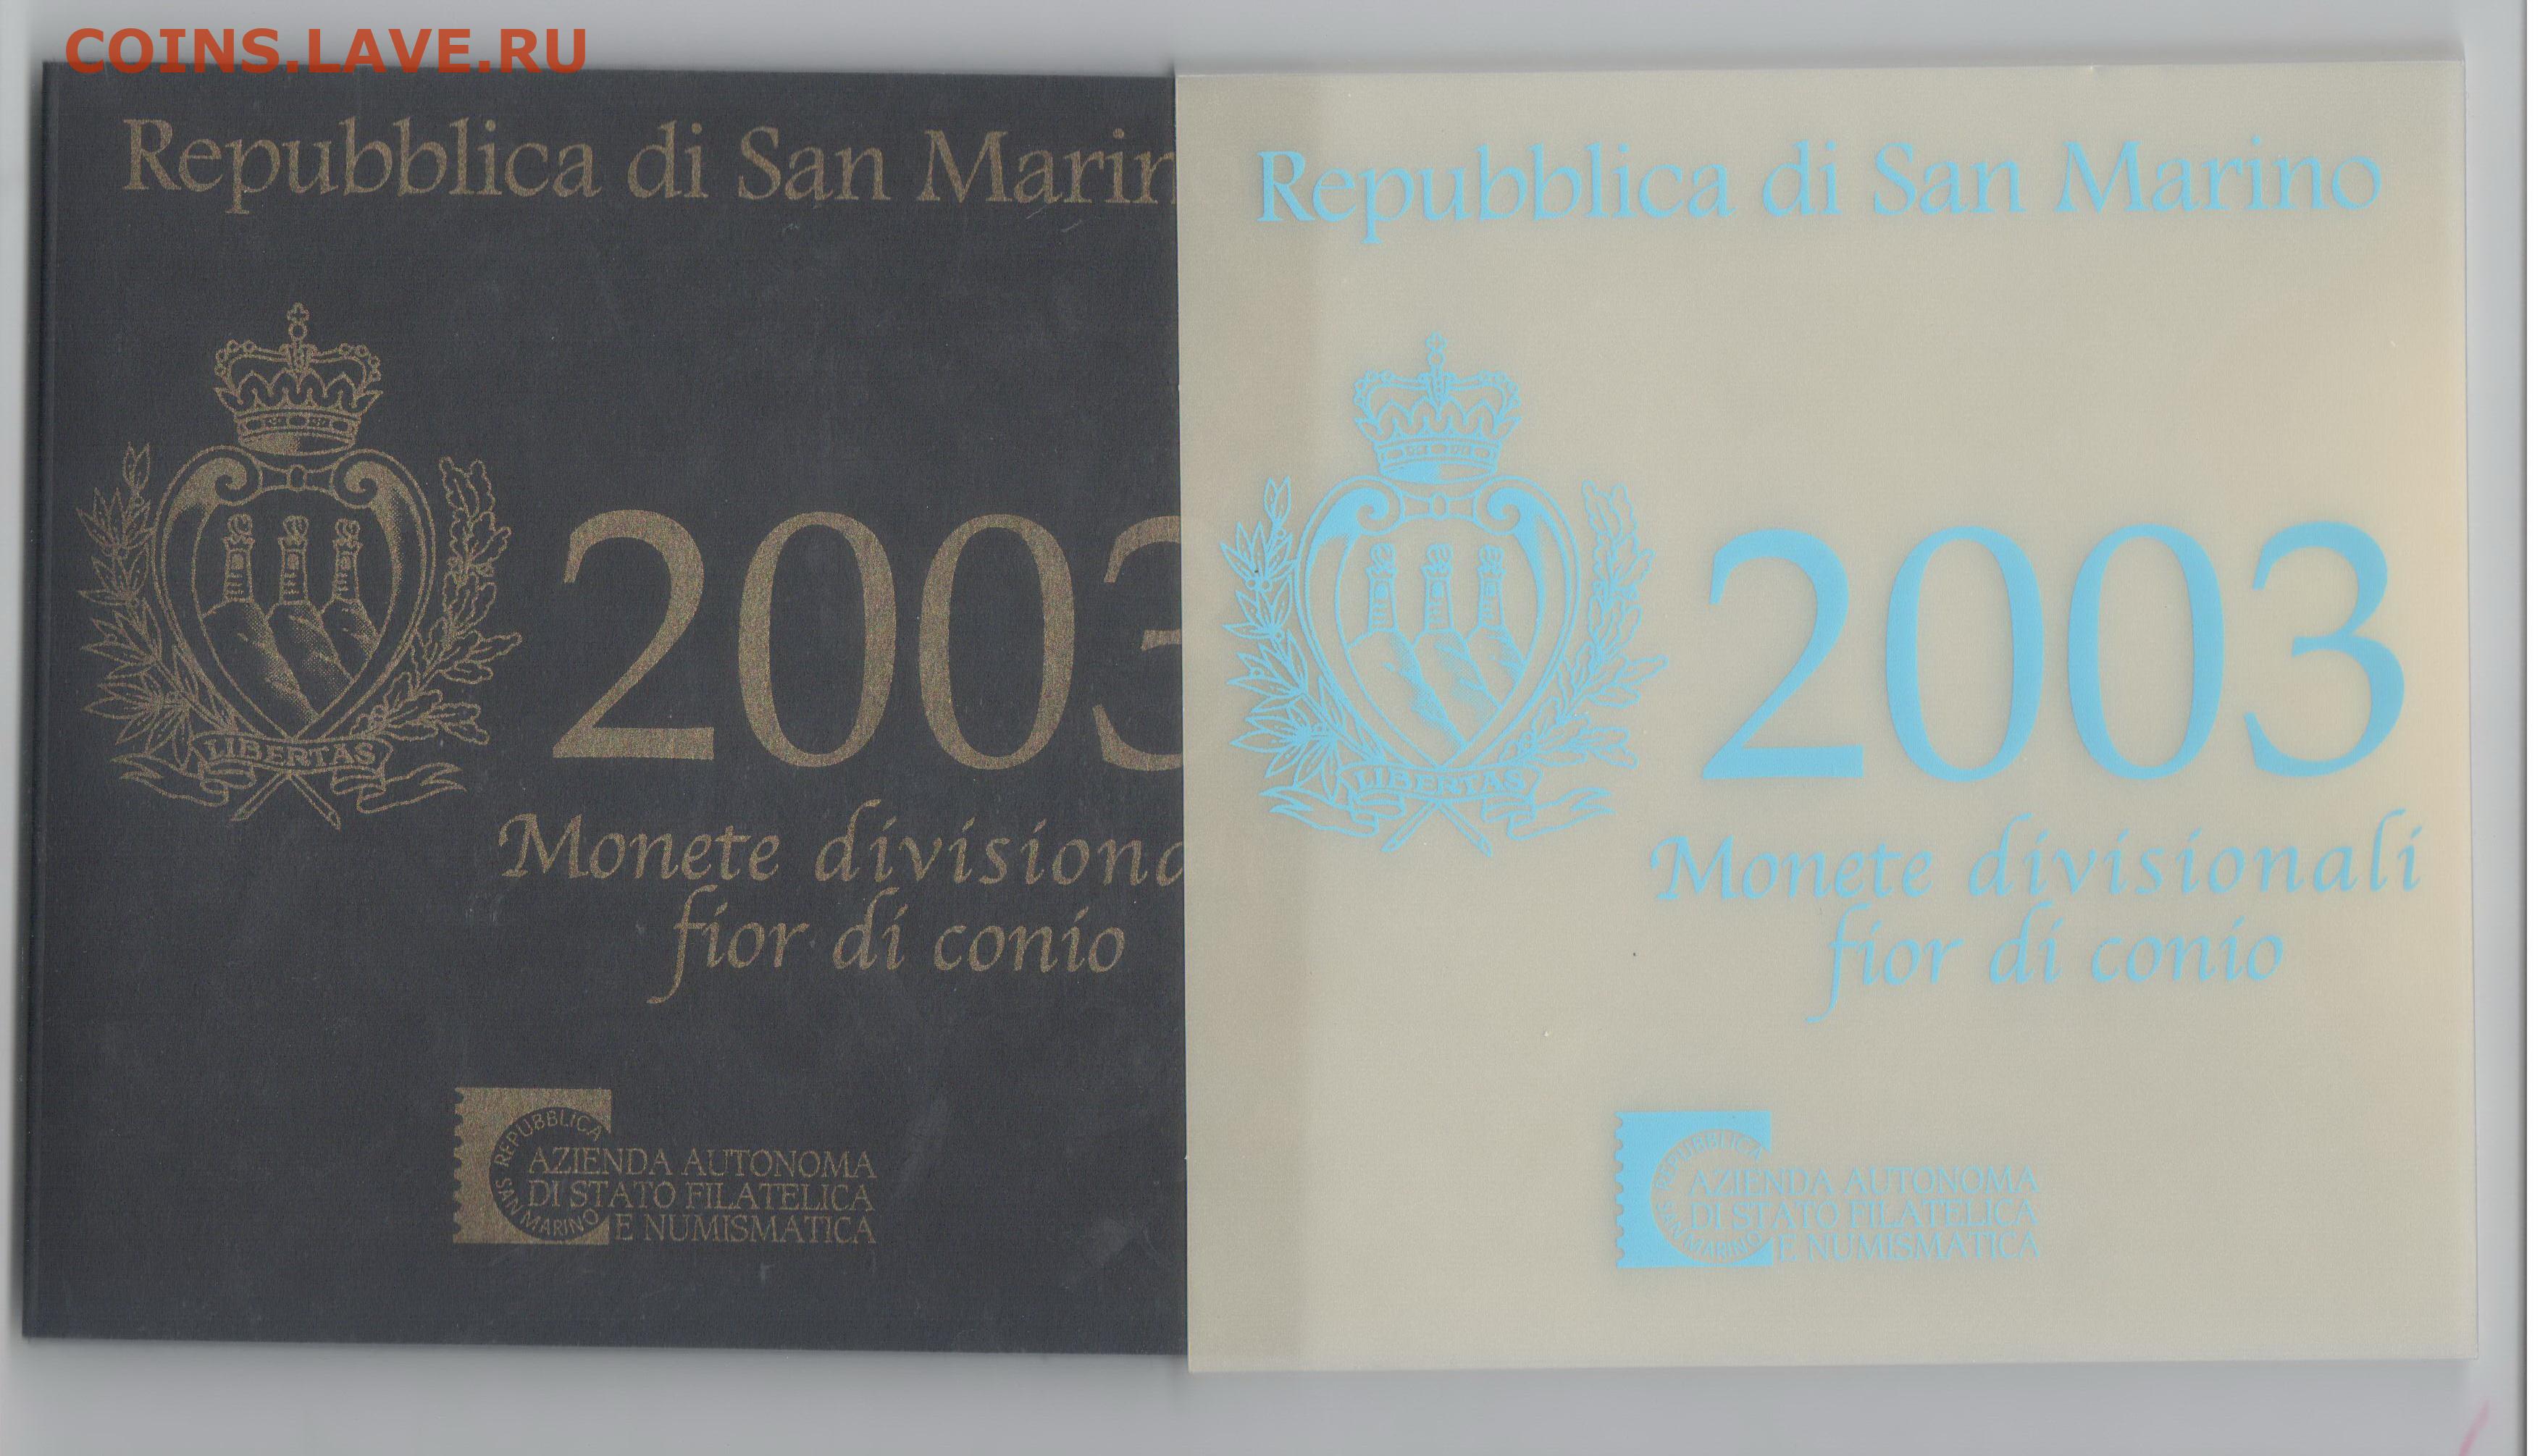 COINS.LAVE.RU
Repubblica di San Marin
LIBERTAS
2003
Monete divisiona
fior di conio
REPUBBLICA
SAN MARINO
AZIENDA AUTONOMA
DI STATO FILATELICA
E NUMISMATICA
Repubblica di San Marino
LIBERTAS
2003
Monete divisionali
fior di conio
REPUBBLICA
SAN MARINO
AZIENDA AUTONOMA
DI STATO FILATELICA
E NUMISMATICA